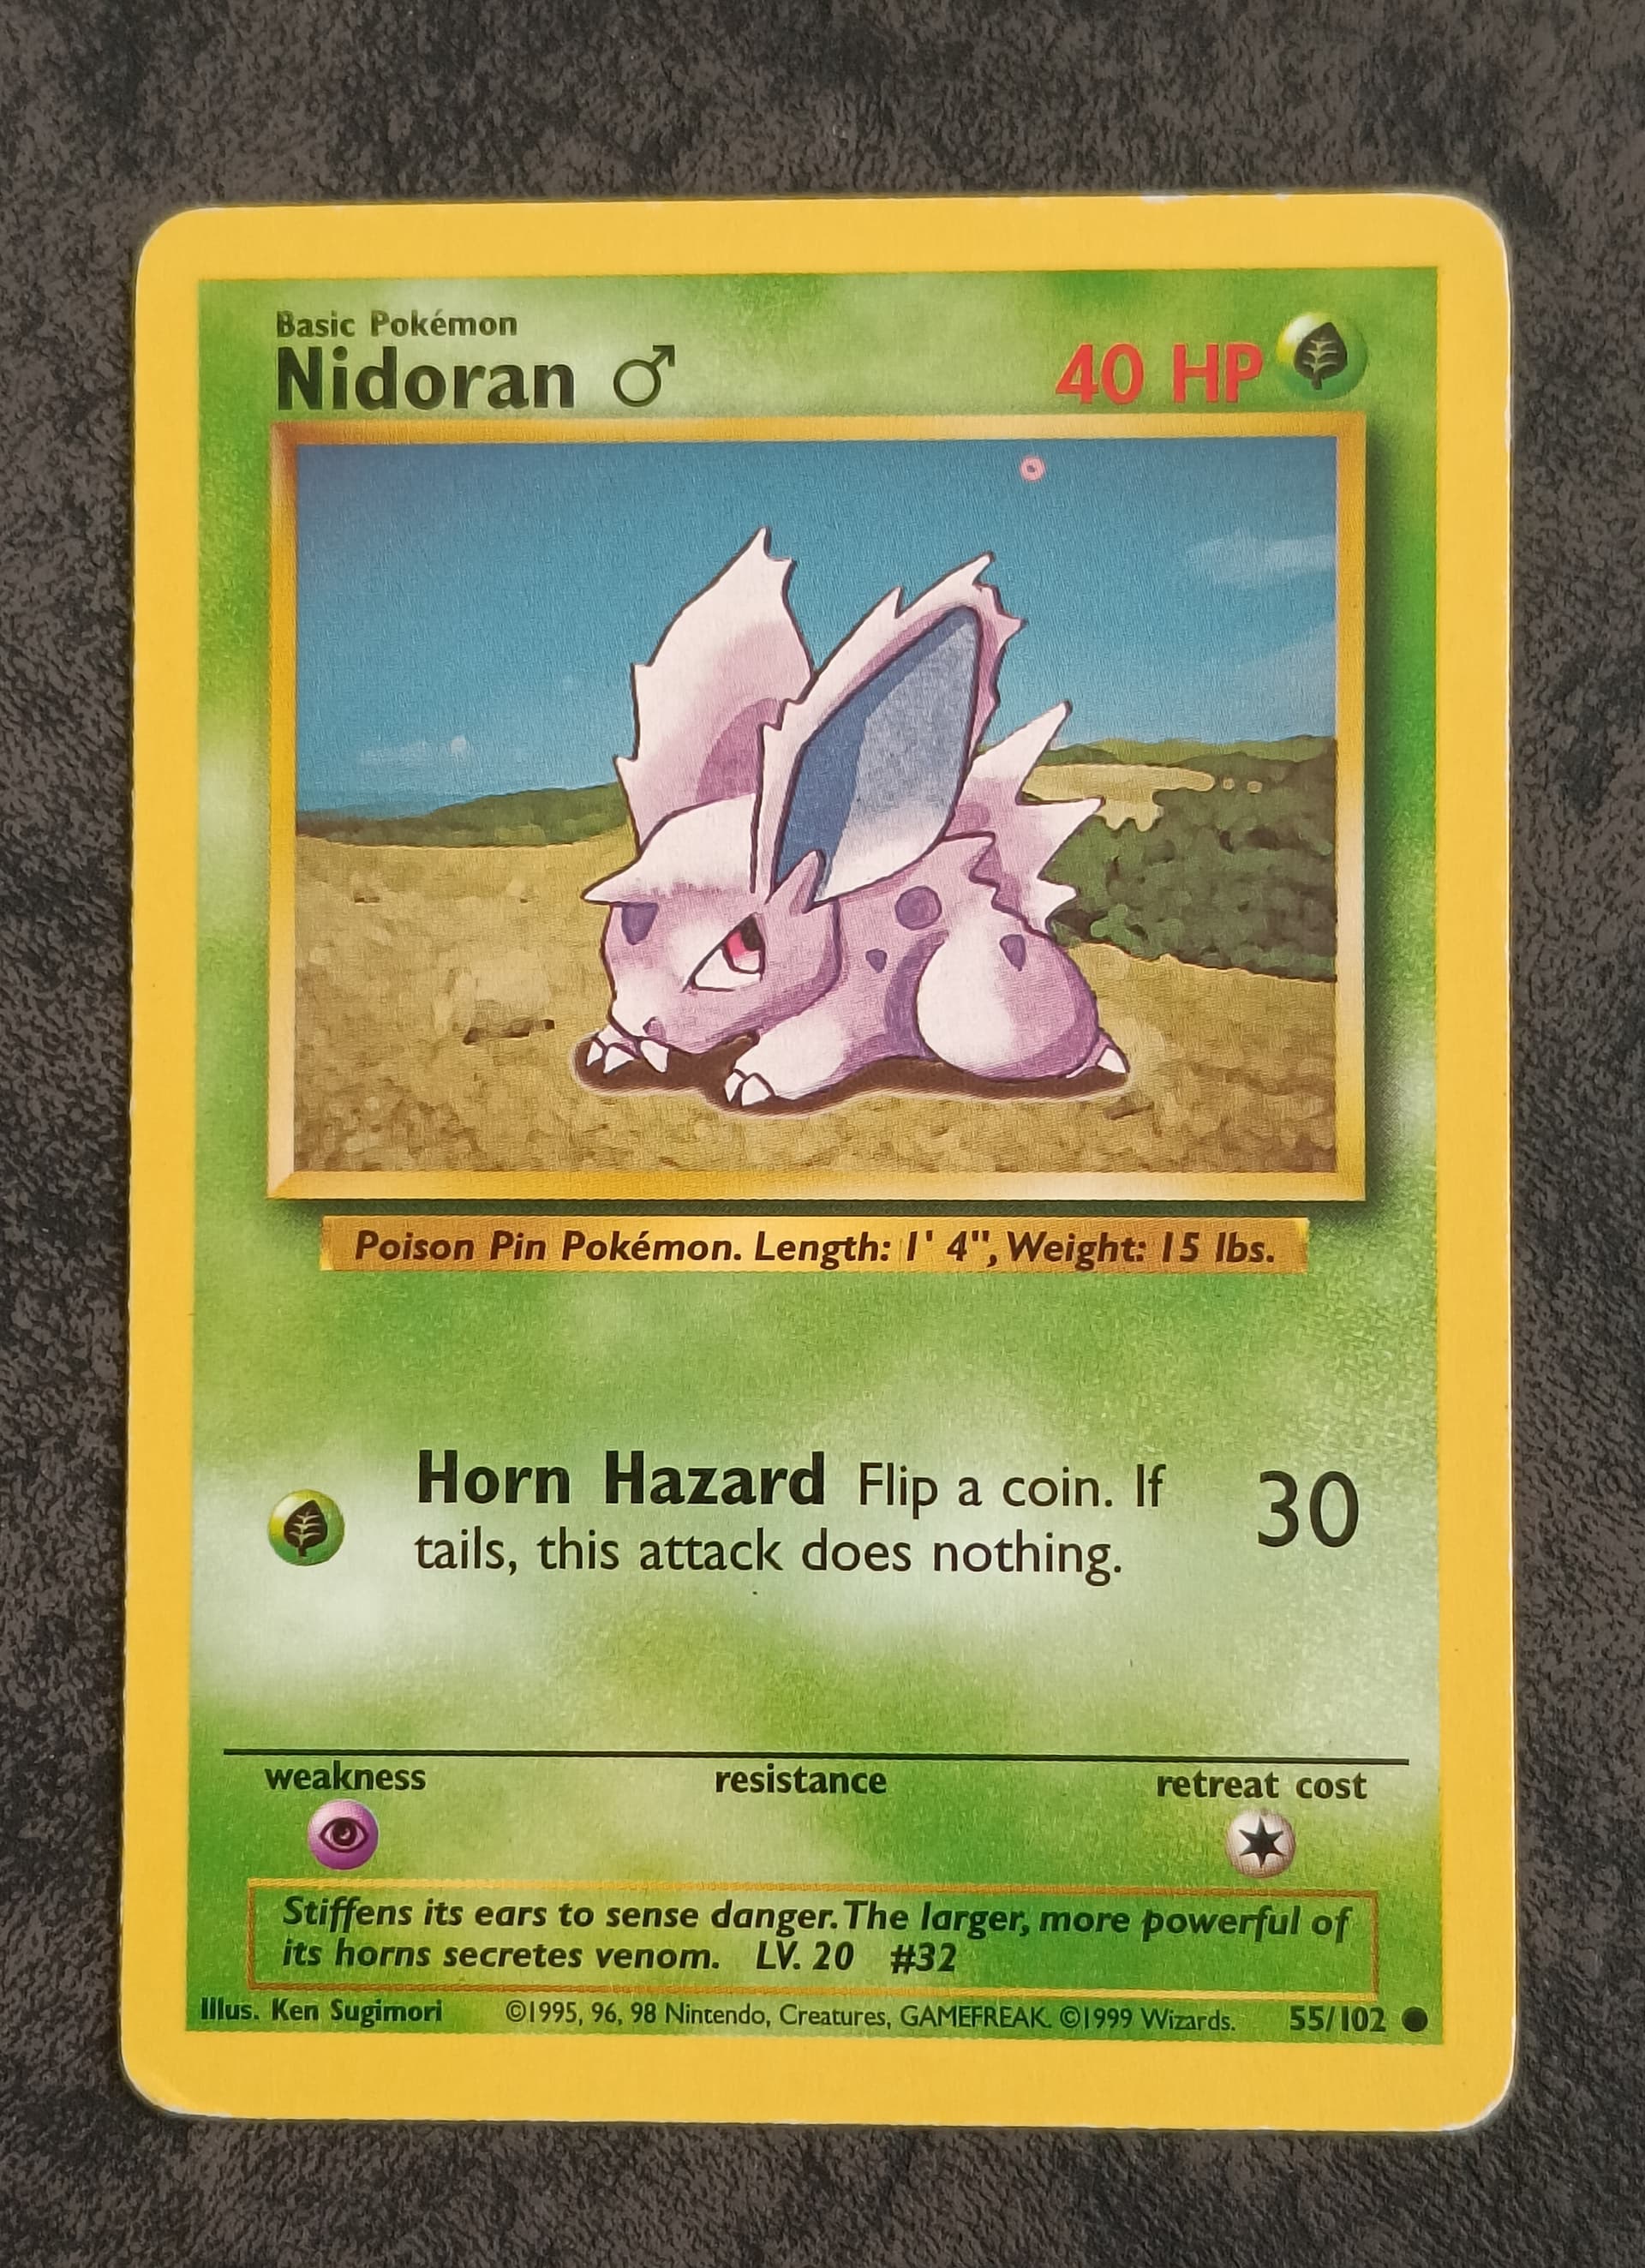 Basic Pokémon
Nidoran ♂ 40 HP
Poison Pin Pokémon. Length: 1' 4", Weight: 15 lbs.
Horn Hazard Flip a coin. If
tails, this attack does nothing. 30
weakness resistance retreat cost
Stiffens its ears to sense danger. The larger, more powerful of
its horns secretes venom. LV. 20 #32
Illus. Ken Sugimori ©1995, 96, 98 Nintendo, Creatures, GAMEFREAK. ©1999 Wizards. 55/102 ●